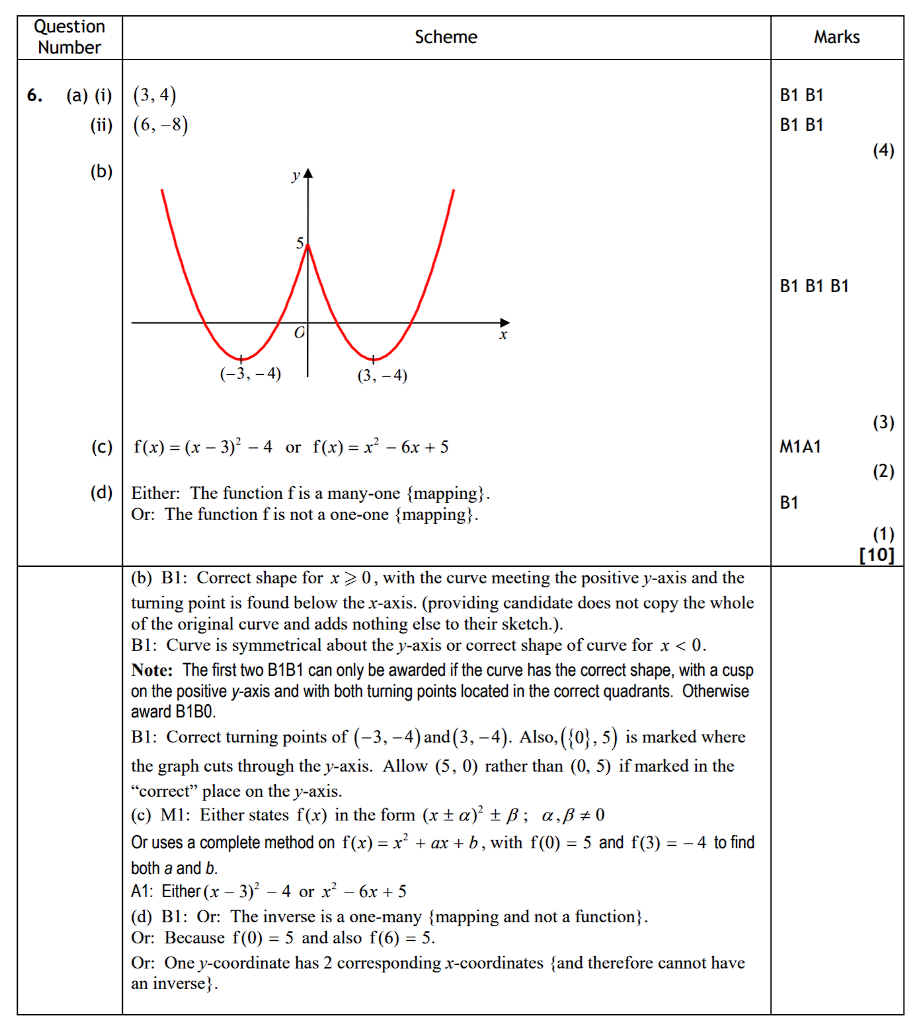 Question
Number
Scheme
Marks
6. (a) (i) (3, 4) B1 B1
(ii) (6, −8) B1 B1
(4)
(b)
y
5
B1 B1 B1
O
x
(−3, −4) (3, −4)
(3)
(c) f(x) = (x − 3)² − 4 or f(x) = x² − 6x + 5 M1A1
(2)
(d) Either: The function f is a many-one {mapping}.
B1
Or: The function f is not a one-one {mapping}.
(1)
[10]
(b) B1: Correct shape for x ⩾ 0, with the curve meeting the positive y-axis and the
turning point is found below the x-axis. (providing candidate does not copy the whole
of the original curve and adds nothing else to their sketch.).
B1: Curve is symmetrical about the y-axis or correct shape of curve for x < 0.
Note: The first two B1B1 can only be awarded if the curve has the correct shape, with a cusp
on the positive y-axis and with both turning points located in the correct quadrants. Otherwise
award B1B0.
B1: Correct turning points of (−3, −4) and (3, −4). Also, ({0}, 5) is marked where
the graph cuts through the y-axis. Allow (5, 0) rather than (0, 5) if marked in the
“correct” place on the y-axis.
(c) M1: Either states f(x) in the form (x ± α)² ± β ; α, β ≠ 0
Or uses a complete method on f(x) = x² + ax + b, with f(0) = 5 and f(3) = −4 to find
both a and b.
A1: Either (x − 3)² − 4 or x² − 6x + 5
(d) B1: Or: The inverse is a one-many {mapping and not a function}.
Or: Because f(0) = 5 and also f(6) = 5.
Or: One y-coordinate has 2 corresponding x-coordinates {and therefore cannot have
an inverse}.